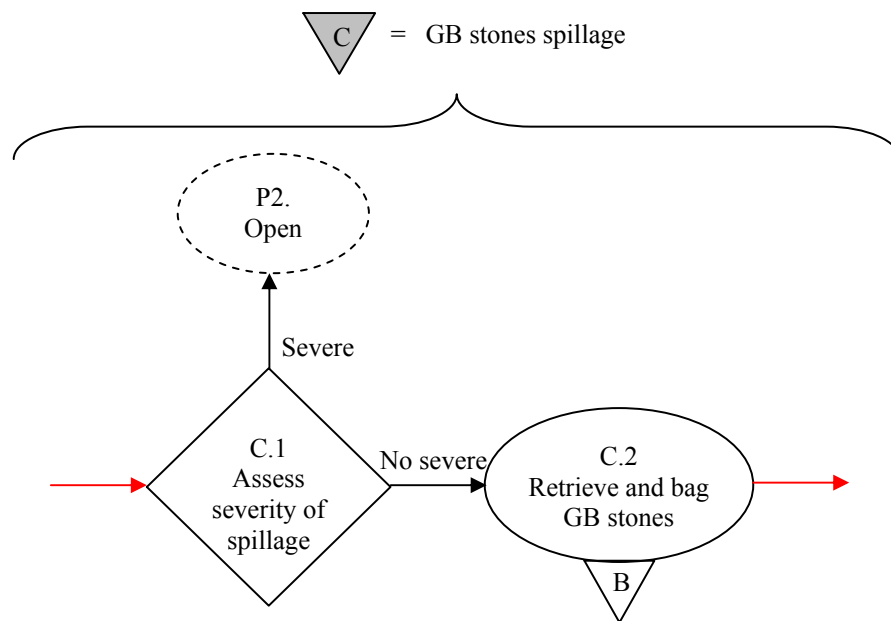 C = GB stones spillage
P2.
Open
Severe
C.1
Assess
severity of
spillage
No severe
C.2
Retrieve and bag
GB stones
B